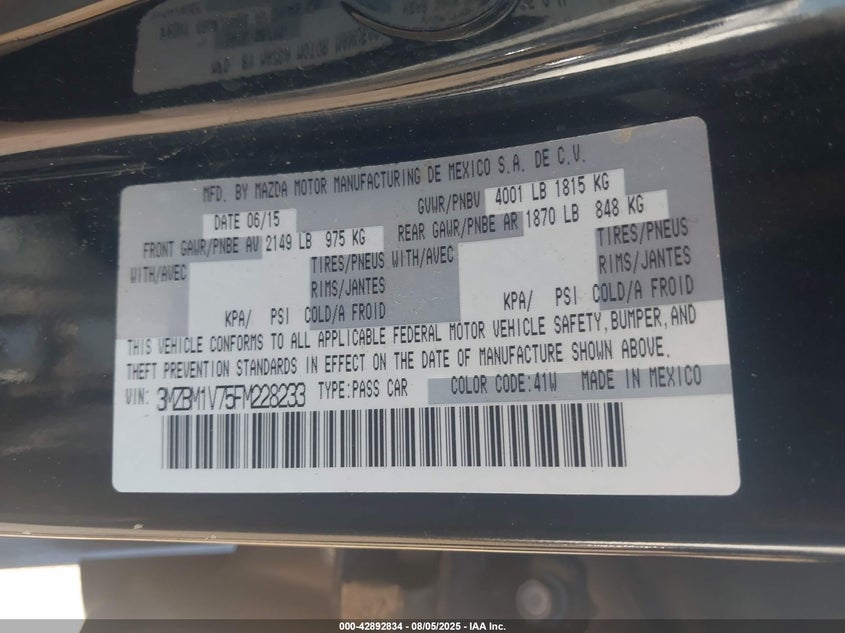 MFD. BY MAZDA MOTOR MANUFACTURING DE MEXICO S.A. DE C.V.
DATE 06/15 GVWR/PNBV 4001 LB 1815 KG
FRONT GAWR/PNBE AV 2149 LB 975 KG REAR GAWR/PNBE AR 1870 LB 848 KG
WITH/AVEC TIRES/PNEUS WITH/AVEC TIRES/PNEUS
RIMS/JANTES RIMS/JANTES
KPA/ PSI COLD/A FROID KPA/ PSI COLD/A FROID
THIS VEHICLE CONFORMS TO ALL APPLICABLE FEDERAL MOTOR VEHICLE SAFETY, BUMPER, AND
THEFT PREVENTION STANDARDS IN EFFECT ON THE DATE OF MANUFACTURE SHOWN ABOVE.
VIN: 3MZBM1V75FM228233 TYPE:PASS CAR COLOR CODE:41W MADE IN MEXICO
000-42892834 - 08/05/2025 - IAA Inc.